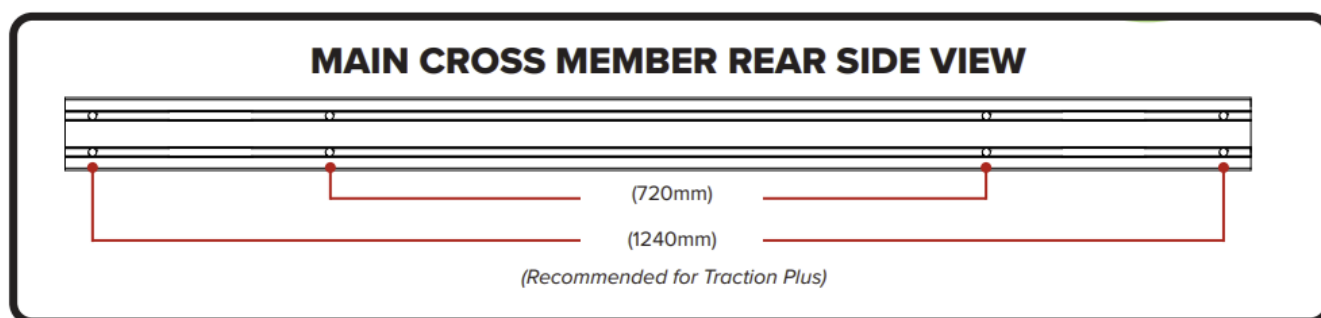 MAIN CROSS MEMBER REAR SIDE VIEW
(720mm)
(1240mm)
(Recommended for Traction Plus)